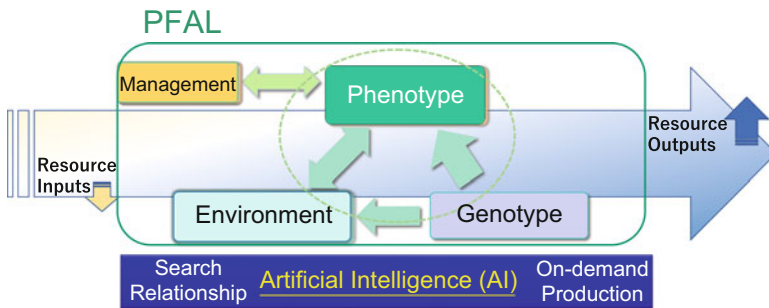 PFAL
Management
Phenotype
Resource
Inputs
Resource
Outputs
Environment
Genotype
Search
Relationship
Artificial Intelligence (AI)
On-demand
Production